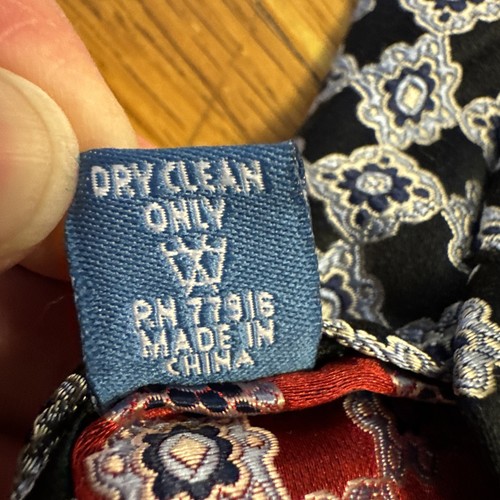 DRY CLEAN
ONLY
RN 77916
MADE IN
CHINA